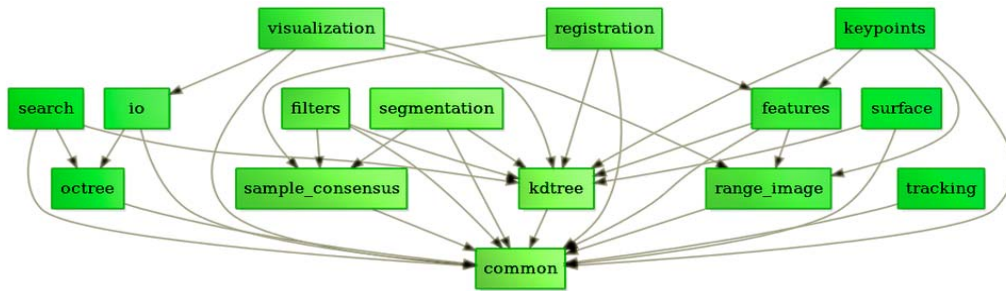 visualization registration keypoints
search io filters segmentation features surface
octree sample_consensus kdtree range_image tracking
common